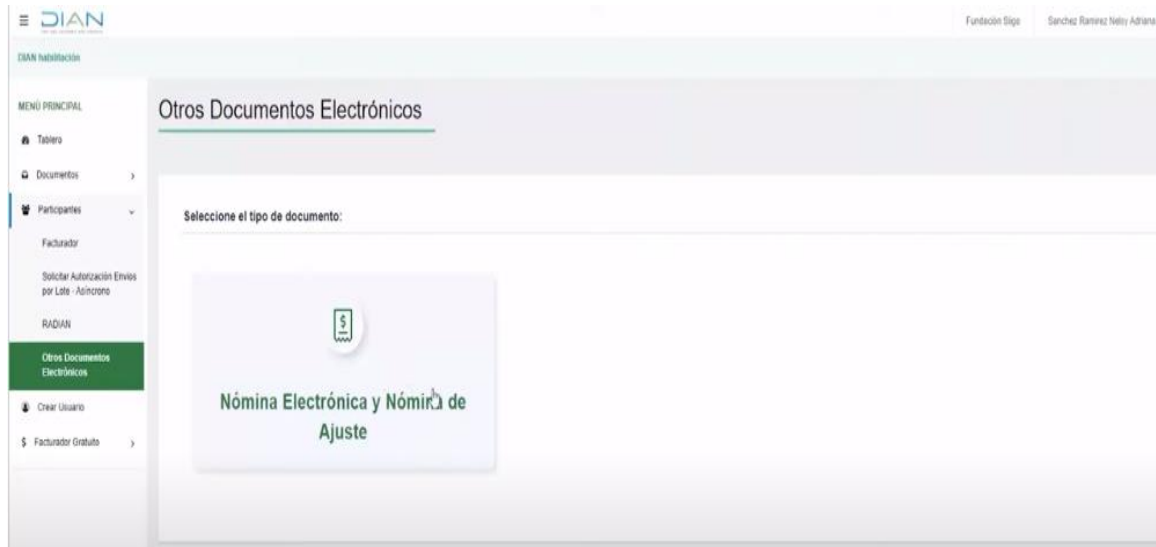 DIAN
Fundación Siigo
Sanchez Ramirez Nelsy Adriana
DIAN habilitación
MENÚ PRINCIPAL
Tablero
Documentos
Participantes
Facturador
Solicitar Autorización Envios
por Lote - Asíncrono
RADIAN
Otros Documentos
Electrónicos
Crear Usuario
$ Facturador Gratuito
Otros Documentos Electrónicos
Seleccione el tipo de documento:
$
Nómina Electrónica y Nómina de
Ajuste